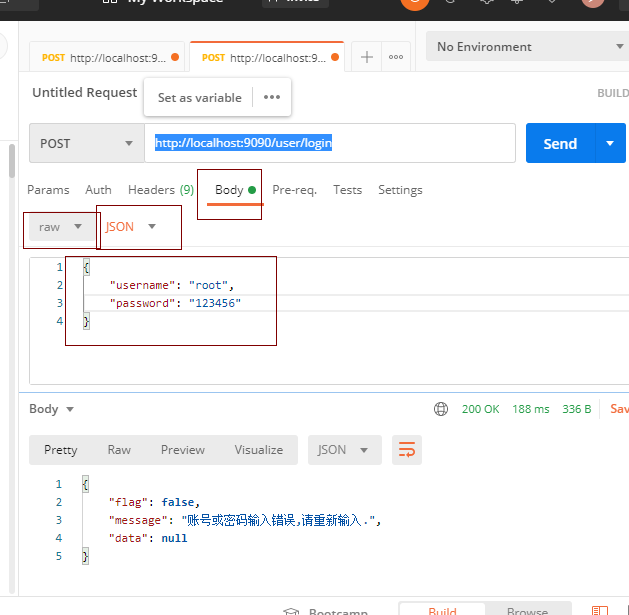 My Workspace
POST http://localhost:9...
POST http://localhost:9...
No Environment
Untitled Request
Set as variable
BUILD
POST
http://localhost:9090/user/login
Send
Params Auth Headers (9) Body Pre-req. Tests Settings
raw JSON
1 {
2 "username": "root",
3 "password": "123456"
4 }
Body 200 OK 188 ms 336 B Sav
Pretty Raw Preview Visualize JSON
1 {
2 "flag": false,
3 "message": "账号或密码输入错误,请重新输入.",
4 "data": null
5 }
Bootcamp Build Browse